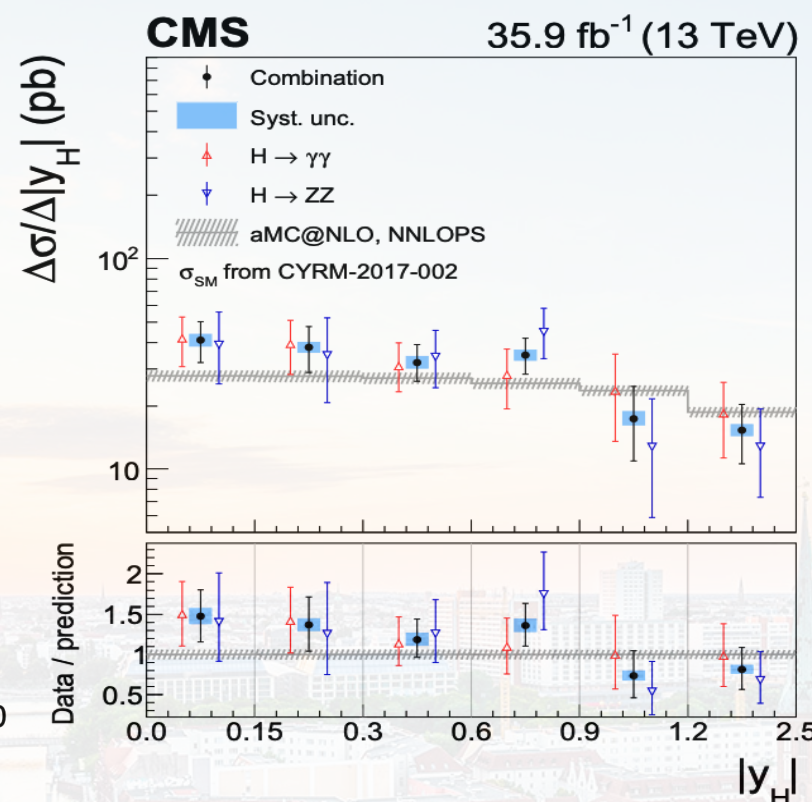 CMS 35.9 fb⁻¹ (13 TeV)
Δσ/Δ|y_H| (pb)
Combination
Syst. unc.
H → γγ
H → ZZ
aMC@NLO, NNLOPS
σ_SM from CYRM-2017-002
10²
10
Data / prediction
2
1.5
1
0.5
0
0.0 0.15 0.3 0.6 0.9 1.2 2.5
|y_H|